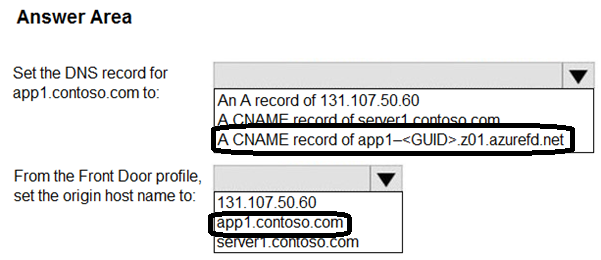 Answer Area
Set the DNS record for
app1.contoso.com to:
An A record of 131.107.50.60
A CNAME record of server1.contoso.com
A CNAME record of app1–<GUID>.z01.azurefd.net
From the Front Door profile,
set the origin host name to:
131.107.50.60
app1.contoso.com
server1.contoso.com